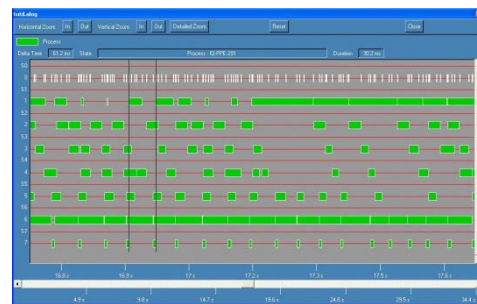 Horizontal Zoom: In Out Vertical Zoom: In Out Detailed Zoom: Reset Close
Process
Delta Time 61.2 ms State Duration 30.2 ms
S0
0
1
2
S3
3
S4
4
S5
5
S6
6
S7
7
16.8 s 16.9 s 17 s 17.2 s 17.3 s 17.5 s 17.6 s
4.9 s 9.8 s 14.7 s 19.6 s 24.6 s 29.5 s 34.4 s